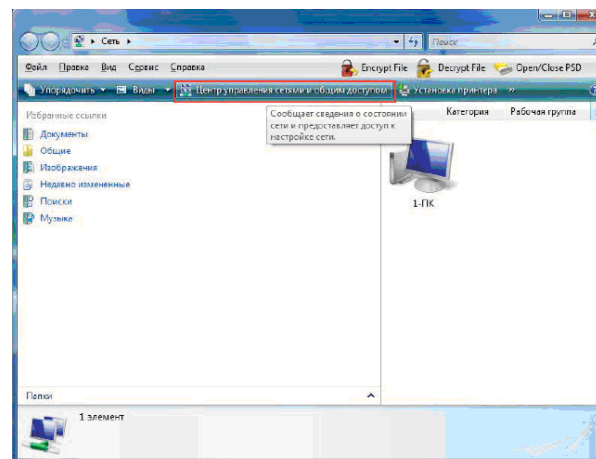 Сеть
Поиск
Файл Правка Вид Сервис Справка Encrypt File Decrypt File Open/Close PSD
Упорядочить Виды Центр управления сетями и общим доступом Установка принтера »
Избранные ссылки
Категория Рабочая группа
Сообщает сведения о состоянии
сети и предоставляет доступ к
настройке сети.
Документы
Общие
Изображения
Недавно измененные
Поиски
Музыка
1-ПК
Папки
1 элемент